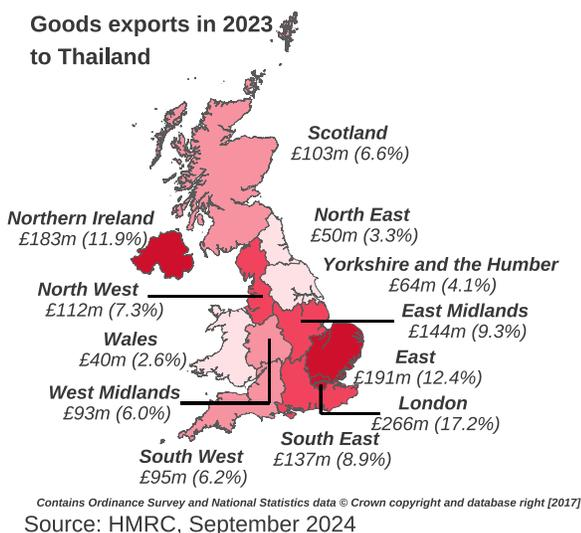 Goods exports in 2023
to Thailand
Scotland
£103m (6.6%)
Northern Ireland
£183m (11.9%)
North East
£50m (3.3%)
Yorkshire and the Humber
£64m (4.1%)
North West
£112m (7.3%)
East Midlands
£144m (9.3%)
Wales
£40m (2.6%)
East
£191m (12.4%)
West Midlands
£93m (6.0%)
London
£266m (17.2%)
South East
£137m (8.9%)
South West
£95m (6.2%)
Contains Ordinance Survey and National Statistics data © Crown copyright and database right [2017]
Source: HMRC, September 2024